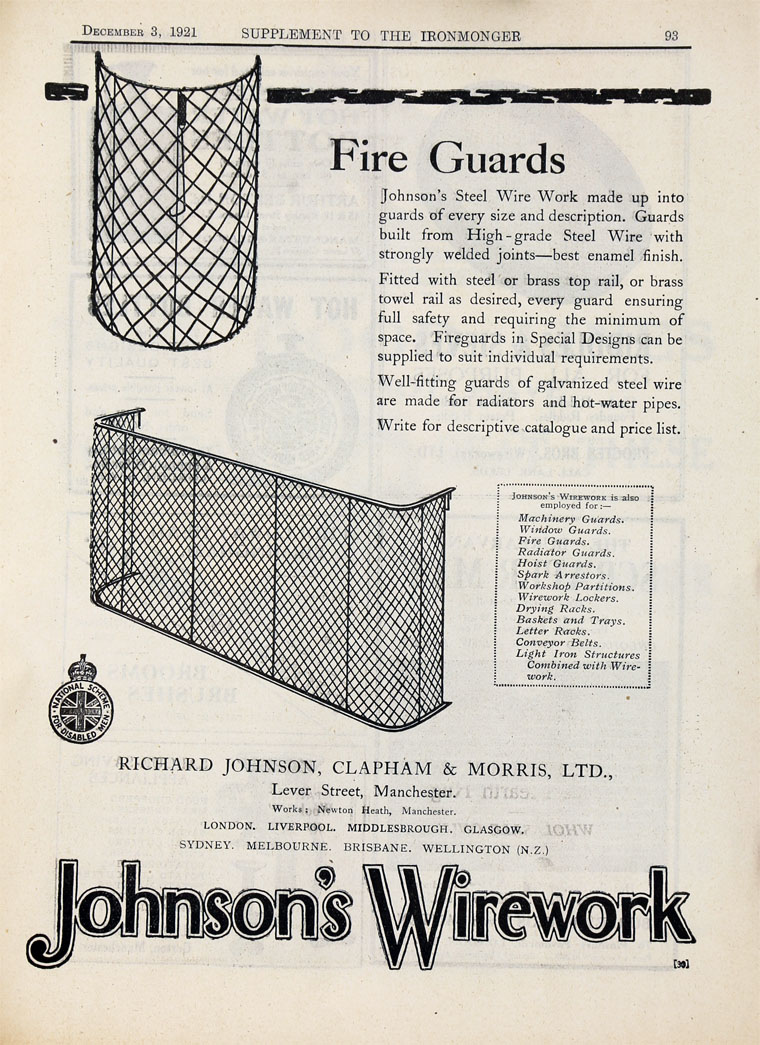 December 3, 1921 SUPPLEMENT TO THE IRONMONGER 93
Fire Guards
Johnson's Steel Wire Work made up into
guards of every size and description. Guards
built from High-grade Steel Wire with
strongly welded joints—best enamel finish.
Fitted with steel or brass top rail, or brass
towel rail as desired, every guard ensuring
full safety and requiring the minimum of
space. Fireguards in Special Designs can be
supplied to suit individual requirements.
Well-fitting guards of galvanized steel wire
are made for radiators and hot-water pipes.
Write for descriptive catalogue and price list.
Johnson's Wirework is also
employed for:—
Machinery Guards.
Window Guards.
Fire Guards.
Radiator Guards.
Hoist Guards.
Spark Arrestors.
Workshop Partitions.
Wirework Lockers.
Drying Racks.
Baskets and Trays.
Letter Racks.
Conveyor Belts.
Light Iron Structures
Combined with Wire-
work.
NATIONAL SCHEME
FOR DISABLED MEN
RICHARD JOHNSON, CLAPHAM & MORRIS, LTD.,
Lever Street, Manchester.
Works: Newton Heath, Manchester.
LONDON. LIVERPOOL. MIDDLESBROUGH. GLASGOW.
SYDNEY. MELBOURNE. BRISBANE. WELLINGTON (N.Z.)
Johnson's Wirework
[30]